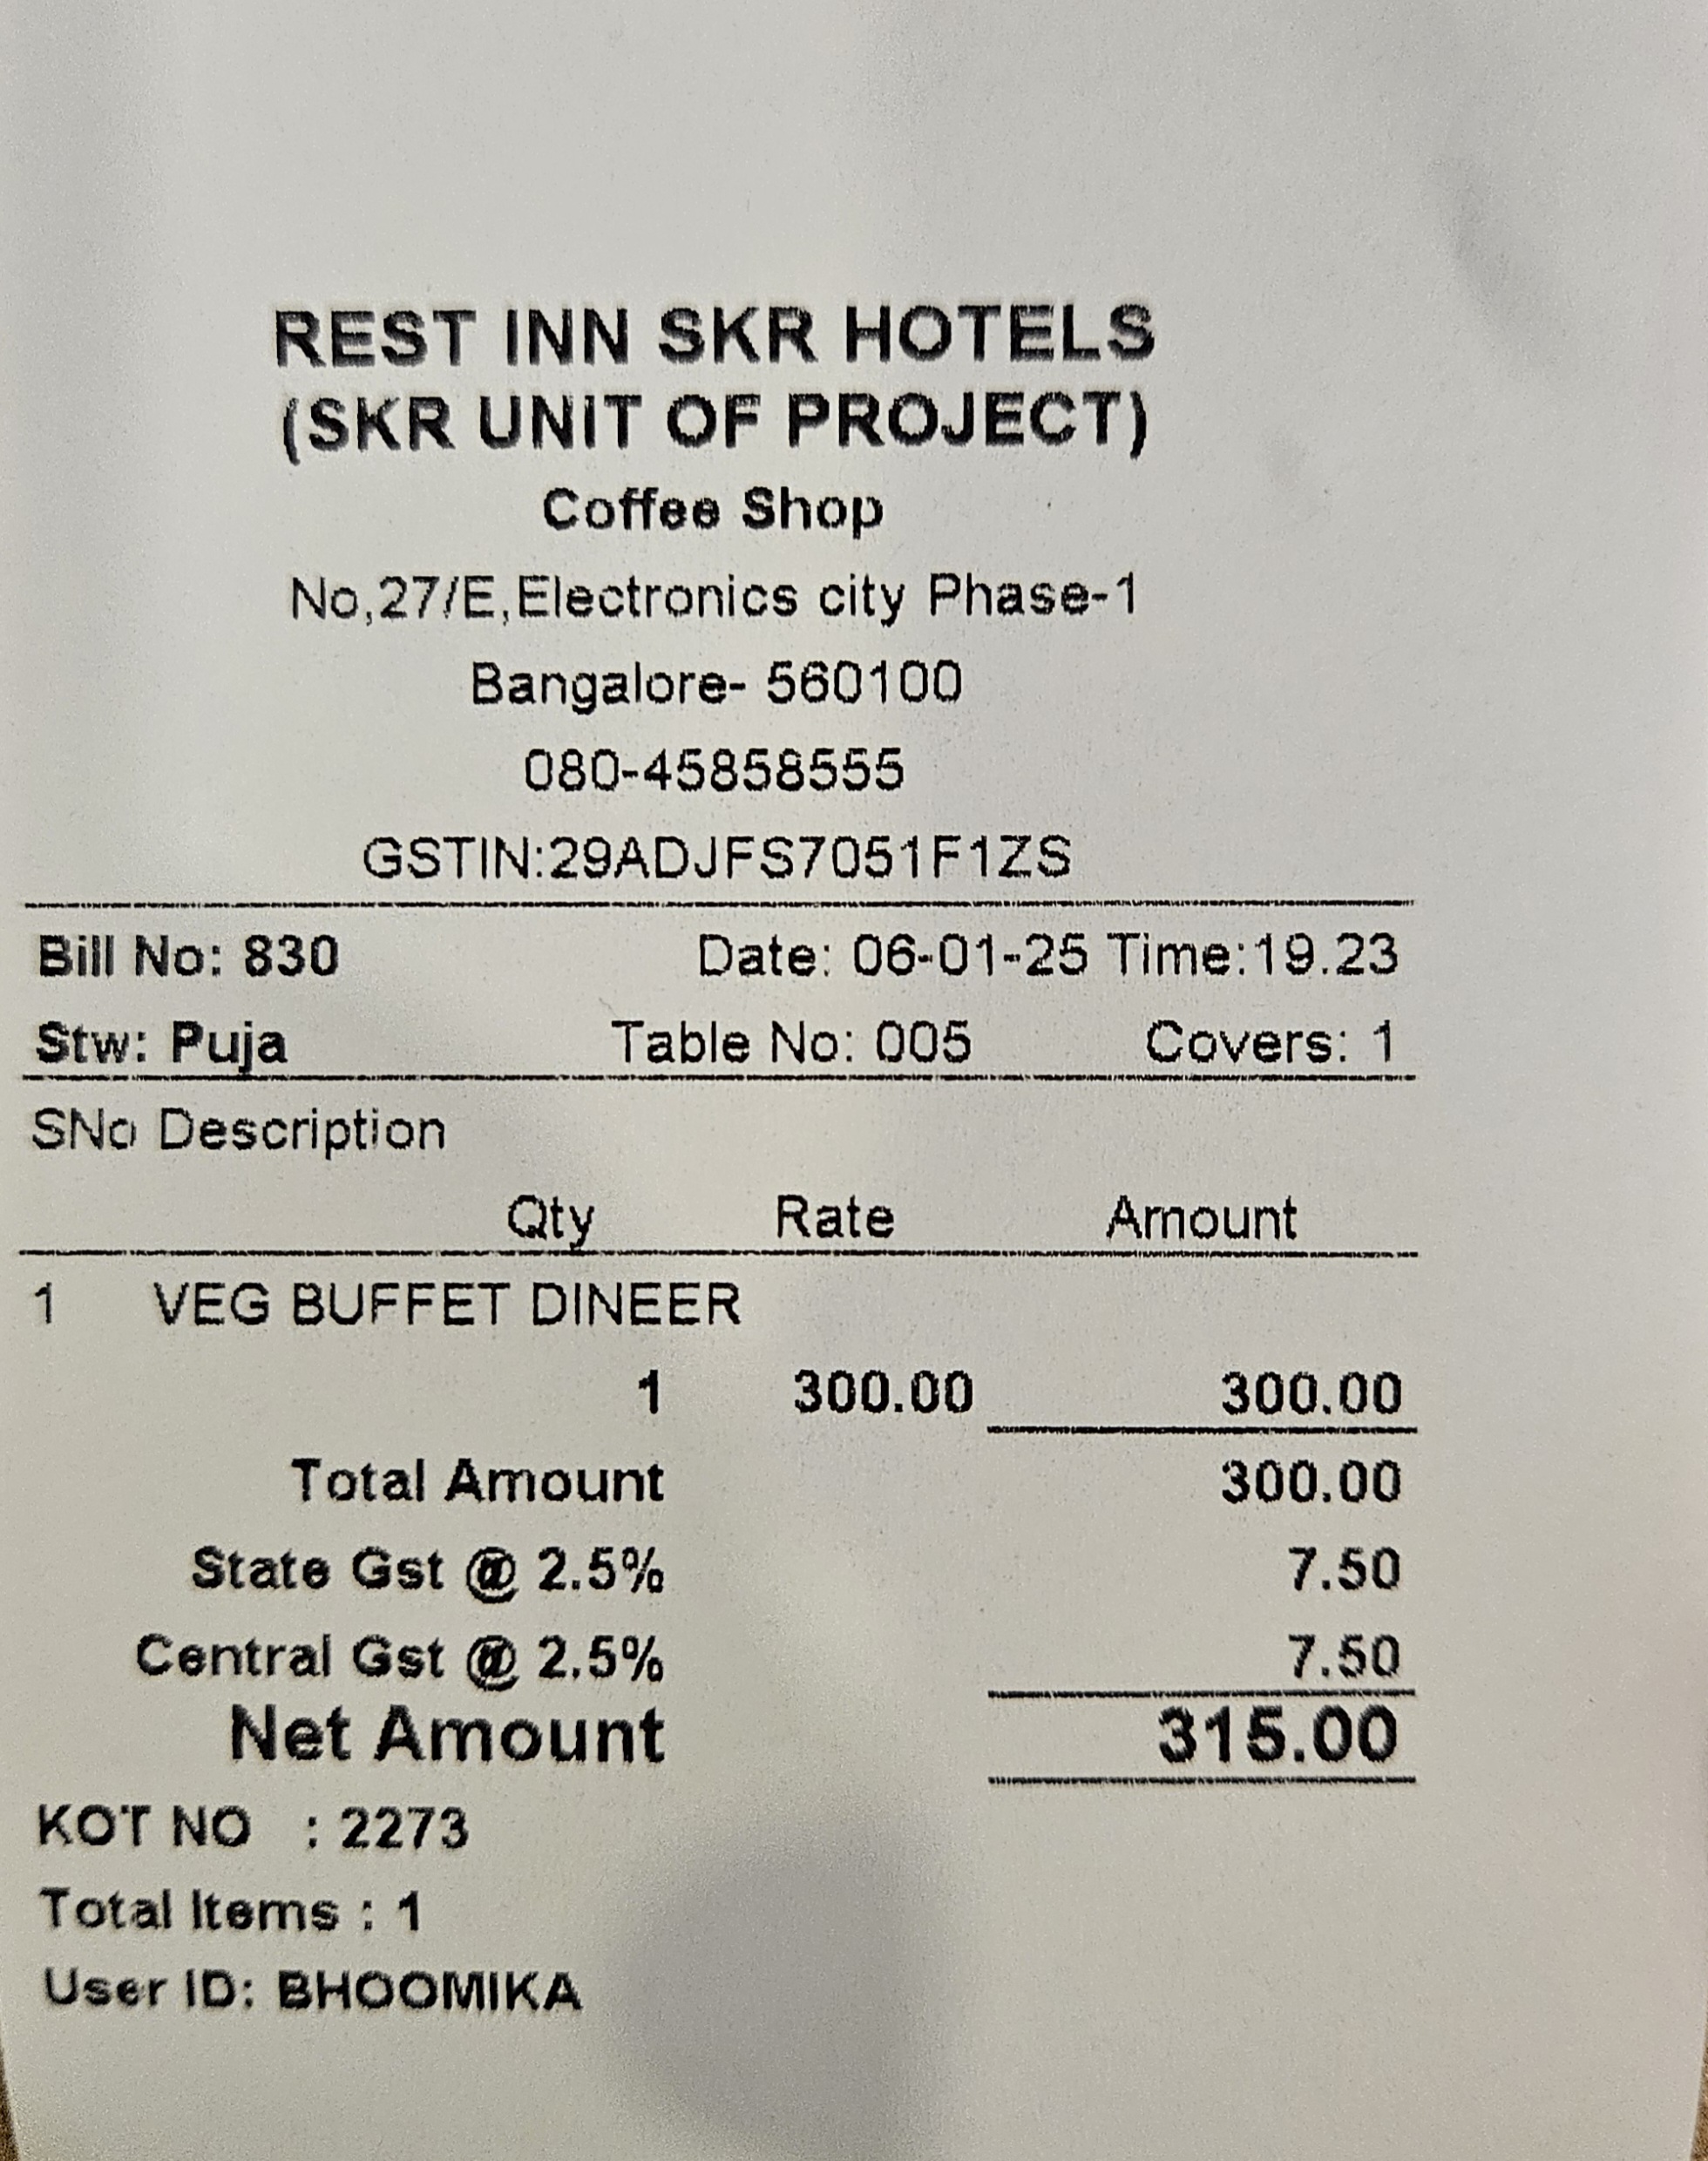 REST INN SKR HOTELS
(SKR UNIT OF PROJECT)
Coffee Shop
No,27/E,Electronics city Phase-1
Bangalore- 560100
080-45858555
GSTIN:29ADJFS7051F1ZS
Bill No: 830 Date: 06-01-25 Time:19.23
Stw: Puja Table No: 005 Covers: 1
SNo Description
Qty Rate Amount
1 VEG BUFFET DINEER
1 300.00 300.00
Total Amount 300.00
State Gst @ 2.5% 7.50
Central Gst @ 2.5% 7.50
Net Amount 315.00
KOT NO : 2273
Total Items : 1
User ID: BHOOMIKA